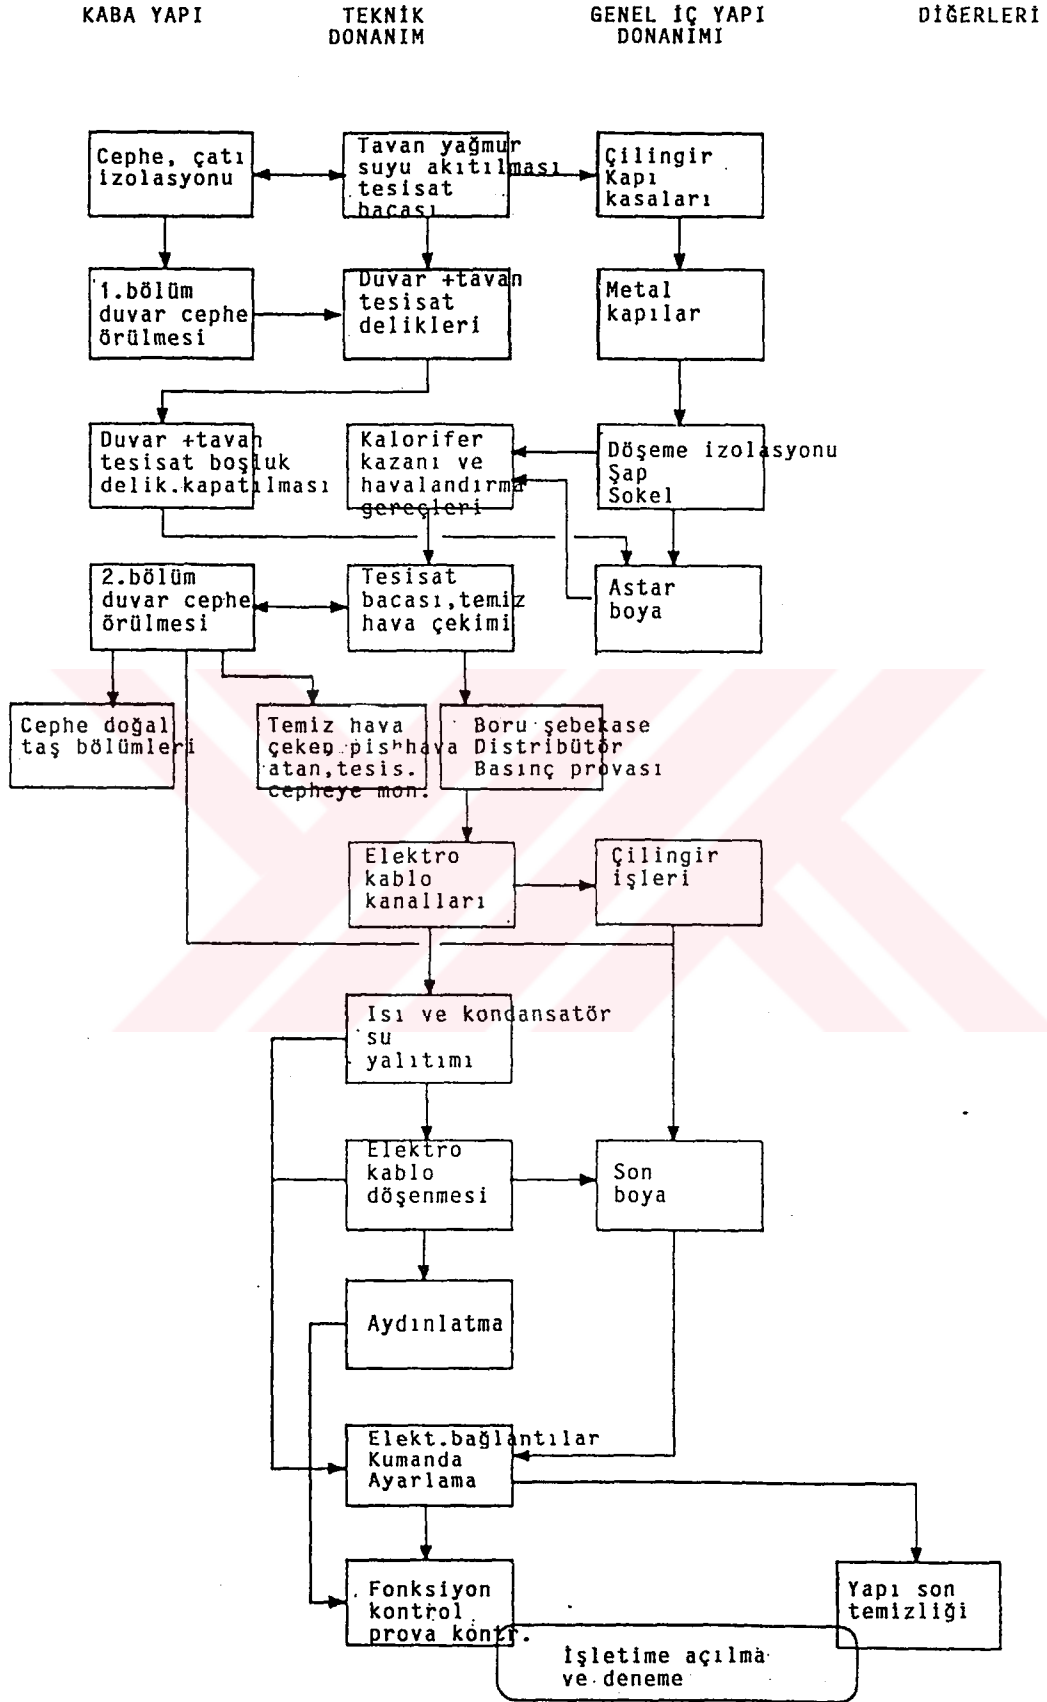 KABA YAPI
TEKNİK
DONANIM
GENEL İÇ YAPI
DONANIMI
DİĞERLERİ
Cephe, çatı
izolasyonu
Tavan yağmur
suyu akıtılması
tesisat
bacası
Çilingir
Kapı
kasaları
1.bölüm
duvar cephe
örülmesi
Duvar +tavan
tesisat
delikleri
Metal
kapılar
Duvar +tavan
tesisat boşluk
delik.kapatılması
Kalorifer
kazanı ve
havalandırma
gereçleri
Döşeme izolasyonu
Şap
Sokel
2.bölüm
duvar cephe
örülmesi
Tesisat
bacası,temiz
hava çekimi
Astar
boya
Cephe doğal
taş bölümleri
Temiz hava
çeken pis hava
atan,tesis.
cepheye mon.
Boru şebekase
Distribütör
Basınç provası
Elektro
kablo
kanalları
Çilingir
işleri
Isı ve kondansatör
su
yalıtımı
Elektro
kablo
döşenmesi
Son
boya
Aydınlatma
Elekt.bağlantılar
Kumanda
Ayarlama
Fonksiyon
kontrol
prova kontr.
Yapı son
temizliği
İşletime açılma
ve deneme